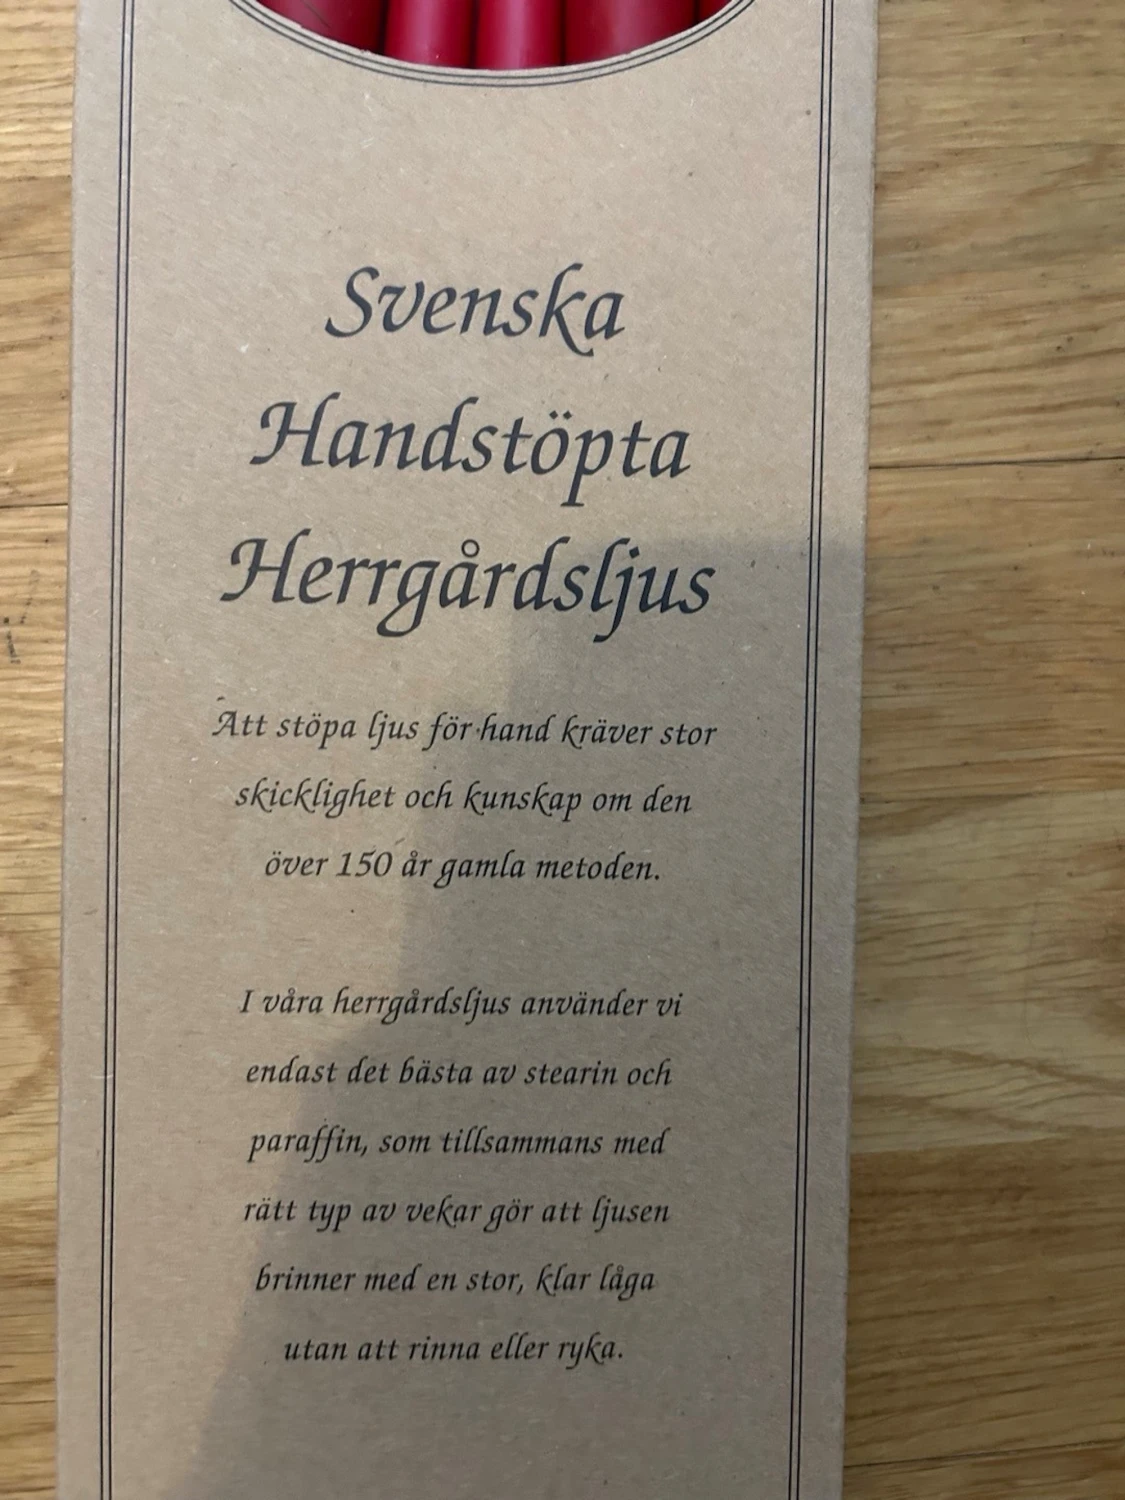 Svenska
Handstöpta
Herrgårdsljus
Att stöpa ljus för hand kräver stor
skicklighet och kunskap om den
över 150 år gamla metoden.
I våra herrgårdsljus använder vi
endast det bästa av stearin och
paraffin, som tillsammans med
rätt typ av vekar gör att ljusen
brinner med en stor, klar låga
utan att rinna eller ryka.